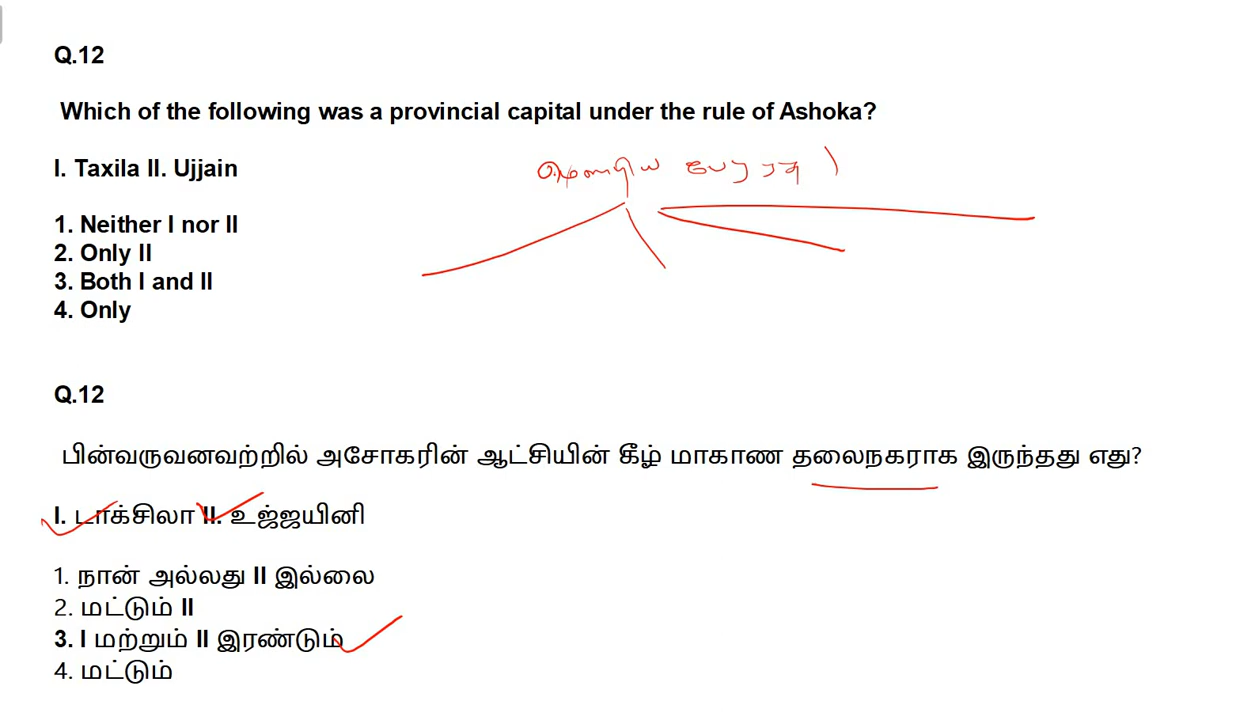 Q.12
Which of the following was a provincial capital under the rule of Ashoka?
I. Taxila II. Ujjain
1. Neither I nor II
2. Only II
3. Both I and II
4. Only
Q.12
பின்வருவனவற்றில் அசோகரின் ஆட்சியின் கீழ் மாகாண தலைநகராக இருந்தது எது?
I. டாக்சிலா II. உஜ்ஜயினி
1. நான் அல்லது II இல்லை
2. மட்டும் II
3. I மற்றும் II இரண்டும்
4. மட்டும்